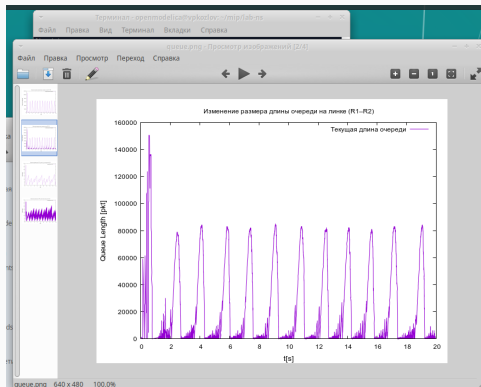 Терминал - openmodelica@vpkozlov: ~/mip/lab-ns
Файл Правка Вид Терминал Вкладки Справка
queue.png - Просмотр изображений (2/4)
Файл Правка Просмотр Переход Справка
Изменение размера длины очереди на линке (R1–R2)
Текущая длина очереди
Queue Length [pkt]
160000
140000
120000
100000
80000
60000
40000
20000
0
0 2 4 6 8 10 12 14 16 18 20
t[s]
queue.png 640 x 480 100,0%